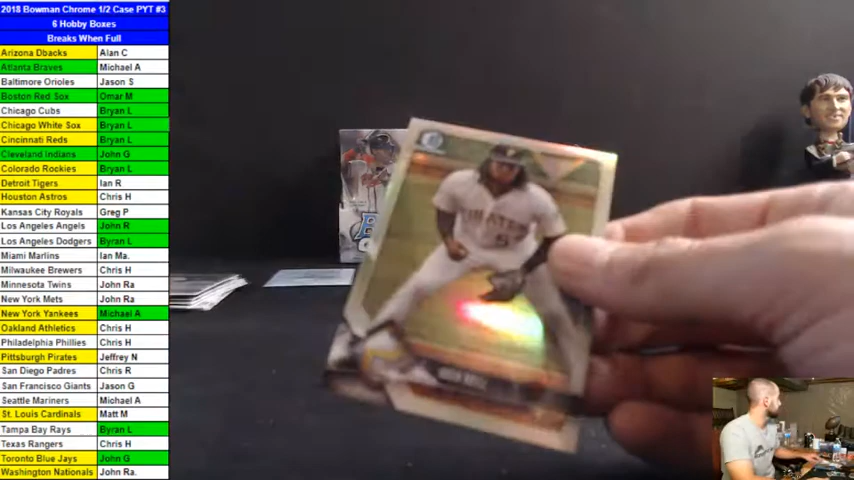 2018 Bowman Chrome 1/2 Case PYT #3
6 Hobby Boxes
Breaks When Full
Arizona Dbacks Alan C
Atlanta Braves Michael A
Baltimore Orioles Jason S
Boston Red Sox Omar M
Chicago Cubs Bryan L
Chicago White Sox Bryan L
Cincinnati Reds Bryan L
Cleveland Indians John G
Colorado Rockies Bryan L
Detroit Tigers Ian R
Houston Astros Chris H
Kansas City Royals Greg P
Los Angeles Angels John R
Los Angeles Dodgers Byran L
Miami Marlins Ian Ma.
Milwaukee Brewers Chris H
Minnesota Twins John Ra
New York Mets John Ra
New York Yankees Michael A
Oakland Athletics Chris H
Philadelphia Phillies Chris H
Pittsburgh Pirates Jeffrey N
San Diego Padres Chris R
San Francisco Giants Jason G
Seattle Mariners Michael A
St. Louis Cardinals Matt M
Tampa Bay Rays Byran L
Texas Rangers Chris H
Toronto Blue Jays John G
Washington Nationals John Ra.
PIRATES